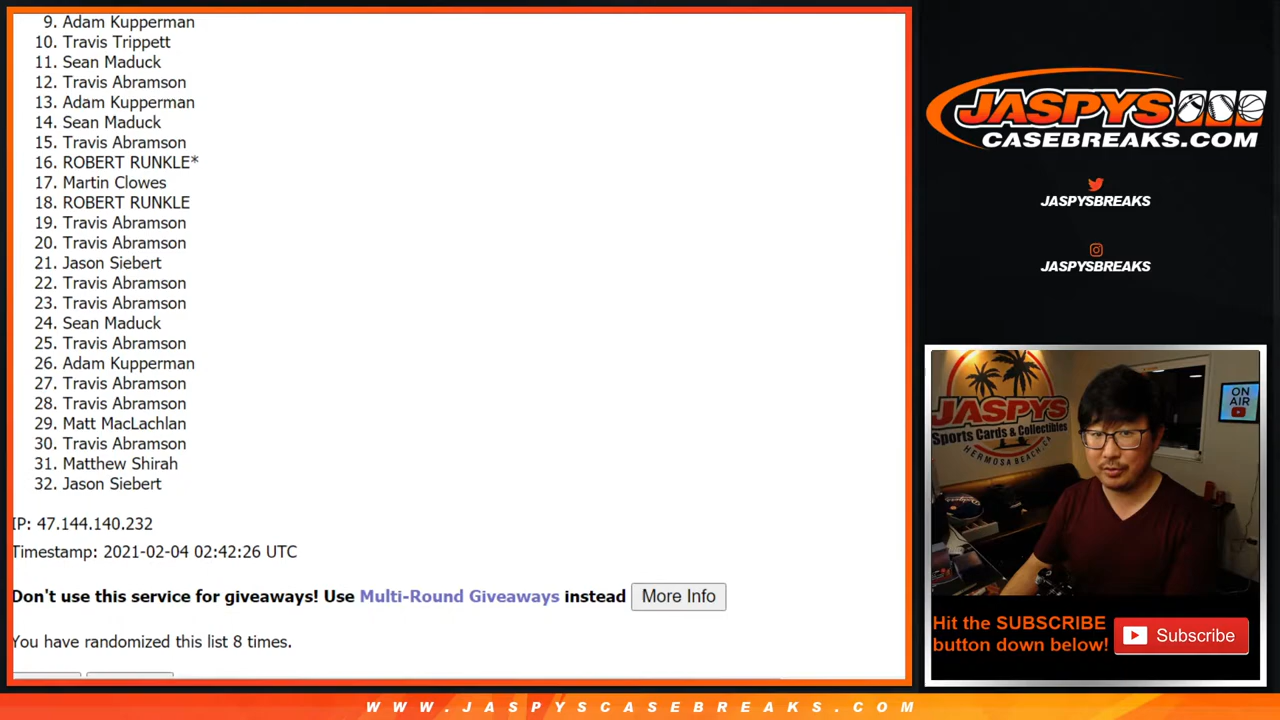 9. Adam Kupperman
10. Travis Trippett
11. Sean Maduck
12. Travis Abramson
13. Adam Kupperman
14. Sean Maduck
15. Travis Abramson
16. ROBERT RUNKLE*
17. Martin Clowes
18. ROBERT RUNKLE
19. Travis Abramson
20. Travis Abramson
21. Jason Siebert
22. Travis Abramson
23. Travis Abramson
24. Sean Maduck
25. Travis Abramson
26. Adam Kupperman
27. Travis Abramson
28. Travis Abramson
29. Matt MacLachlan
30. Travis Abramson
31. Matthew Shirah
32. Jason Siebert
IP: 47.144.140.232
Timestamp: 2021-02-04 02:42:26 UTC
Don't use this service for giveaways! Use Multi-Round Giveaways instead More Info
You have randomized this list 8 times.
JASPYS
CASEBREAKS.COM
JASPYSBREAKS
JASPYSBREAKS
JASPYS
Sports Cards & Collectibles
HERMOSA BEACH, CA
ON
AIR
Hit the SUBSCRIBE
button down below!
Subscribe
WWW.JASPYSCASEBREAKS.COM